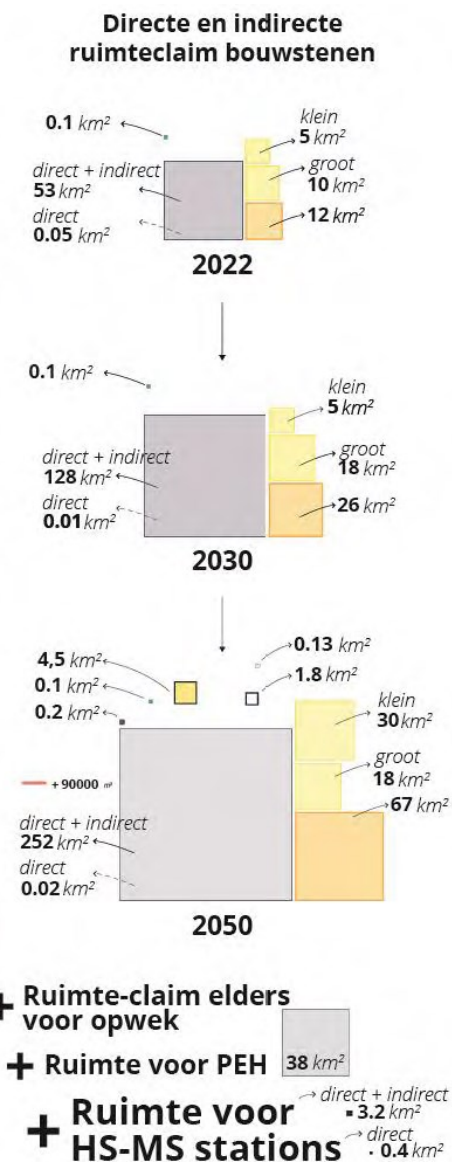 Directe en indirecte
ruimteclaim bouwstenen
0.1 km²
klein
5 km²
direct + indirect
53 km²
groot
10 km²
direct
0.05 km²
12 km²
2022
0.1 km²
klein
5 km²
direct + indirect
128 km²
groot
18 km²
direct
0.01 km²
26 km²
2030
4,5 km²
0.13 km²
0.1 km²
1.8 km²
0.2 km²
klein
30 km²
groot
18 km²
+ 90000 m²
67 km²
direct + indirect
252 km²
direct
0.02 km²
2050
+ Ruimte-claim elders
voor opwek
+ Ruimte voor PEH
38 km²
+ Ruimte voor
HS-MS stations
direct + indirect
3.2 km²
direct
0.4 km²